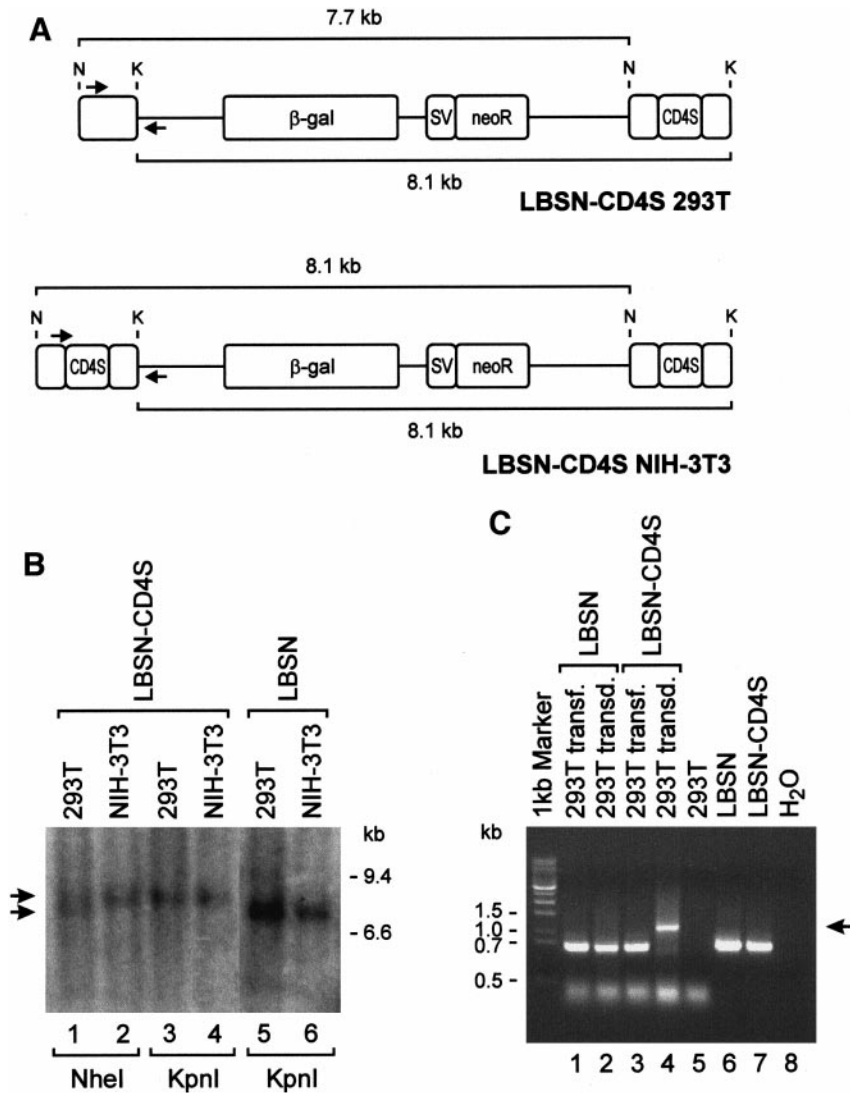 A
7.7 kb
N K N K
β-gal SV neoR CD4S
8.1 kb
LBSN-CD4S 293T
8.1 kb
N K N K
CD4S β-gal SV neoR CD4S
8.1 kb
LBSN-CD4S NIH-3T3
B
LBSN-CD4S LBSN
293T NIH-3T3 293T NIH-3T3 293T NIH-3T3
kb
- 9.4
- 6.6
1 2 3 4 5 6
NheI KpnI KpnI
C
LBSN LBSN-CD4S
1kb Marker 293T transf. 293T transd. 293T transf. 293T transd. 293T LBSN LBSN-CD4S H₂O
kb
1.5 -
1.0 -
0.7 -
0.5 -
1 2 3 4 5 6 7 8